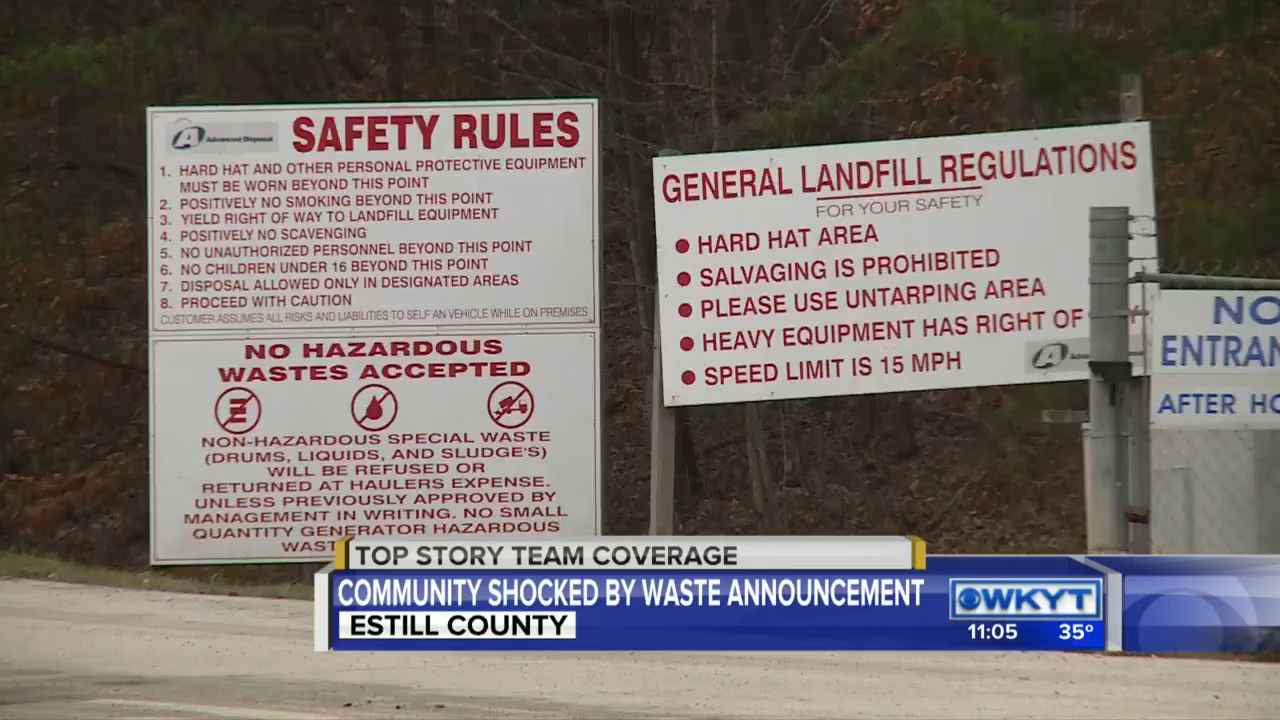 Advanced Disposal
SAFETY RULES
1. HARD HAT AND OTHER PERSONAL PROTECTIVE EQUIPMENT
MUST BE WORN BEYOND THIS POINT
2. POSITIVELY NO SMOKING BEYOND THIS POINT
3. YIELD RIGHT OF WAY TO LANDFILL EQUIPMENT
4. POSITIVELY NO SCAVENGING
5. NO UNAUTHORIZED PERSONNEL BEYOND THIS POINT
6. NO CHILDREN UNDER 16 BEYOND THIS POINT
7. DISPOSAL ALLOWED ONLY IN DESIGNATED AREAS
8. PROCEED WITH CAUTION
CUSTOMER ASSUMES ALL RISKS AND LIABILITIES TO SELF AN VEHICLE WHILE ON PREMISES
NO HAZARDOUS
WASTES ACCEPTED
NON-HAZARDOUS SPECIAL WASTE
(DRUMS, LIQUIDS, AND SLUDGE'S)
WILL BE REFUSED OR
RETURNED AT HAULERS EXPENSE.
UNLESS PREVIOUSLY APPROVED BY
MANAGEMENT IN WRITING. NO SMALL
QUANTITY GENERATOR HAZARDOUS
WAST
GENERAL LANDFILL REGULATIONS
FOR YOUR SAFETY
HARD HAT AREA
SALVAGING IS PROHIBITED
PLEASE USE UNTARPING AREA
HEAVY EQUIPMENT HAS RIGHT OF
SPEED LIMIT IS 15 MPH
NO
ENTRAN
AFTER HO
TOP STORY TEAM COVERAGE
COMMUNITY SHOCKED BY WASTE ANNOUNCEMENT
ESTILL COUNTY
WKYT
11:05 35°